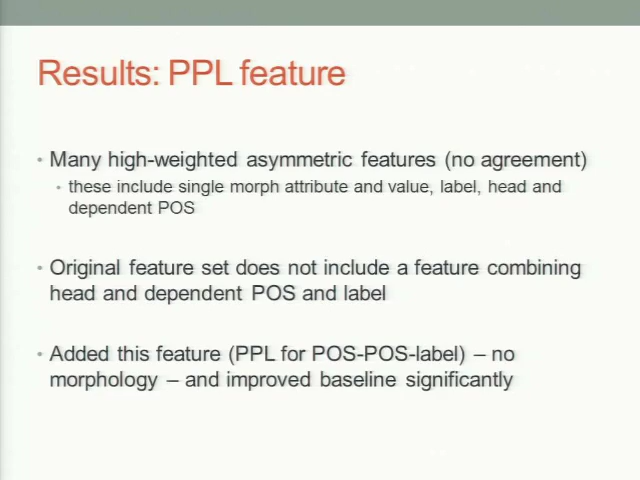 Results: PPL feature
• Many high-weighted asymmetric features (no agreement)
• these include single morph attribute and value, label, head and
dependent POS
• Original feature set does not include a feature combining
head and dependent POS and label
• Added this feature (PPL for POS-POS-label) – no
morphology – and improved baseline significantly